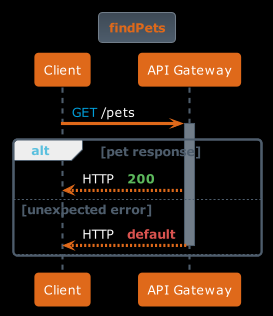 findPets
Client
API Gateway
GET /pets
alt
[pet response]
HTTP 200
[unexpected error]
HTTP default
Client
API Gateway